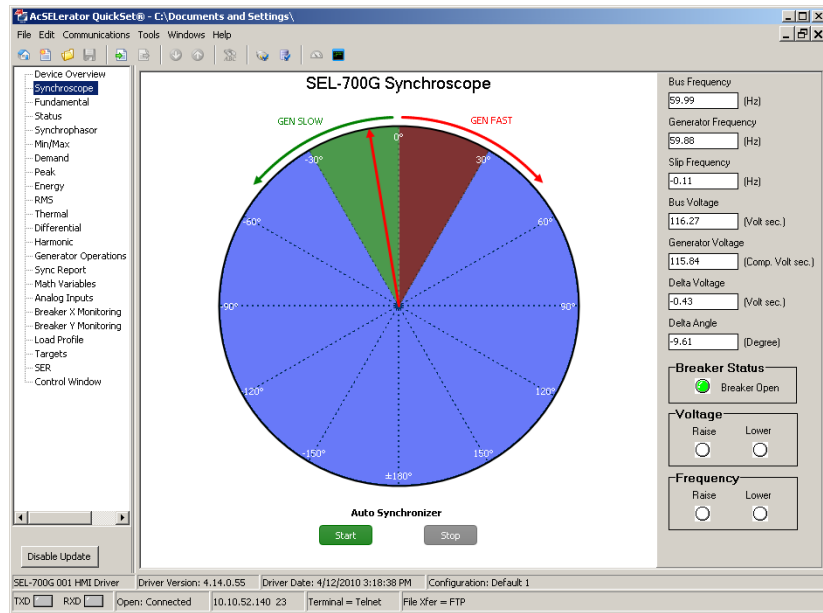 AcSELerator QuickSet® - C:\Documents and Settings\
File Edit Communications Tools Windows Help
Device Overview
Synchroscope
Fundamental
Status
Synchrophasor
Min/Max
Demand
Peak
Energy
RMS
Thermal
Differential
Harmonic
Generator Operations
Sync Report
Math Variables
Analog Inputs
Breaker X Monitoring
Breaker Y Monitoring
Load Profile
Targets
SER
Control Window
Disable Update
SEL-700G Synchroscope
GEN SLOW
GEN FAST
0°
-30°
30°
-60°
60°
-90°
90°
-120°
120°
-150°
150°
±180°
Auto Synchronizer
Start
Stop
Bus Frequency
59.99 (Hz)
Generator Frequency
59.88 (Hz)
Slip Frequency
-0.11 (Hz)
Bus Voltage
116.27 (Volt sec.)
Generator Voltage
115.84 (Comp. Volt sec.)
Delta Voltage
-0.43 (Volt sec.)
Delta Angle
-9.61 (Degree)
Breaker Status
Breaker Open
Voltage
Raise Lower
Frequency
Raise Lower
SEL-700G 001 HMI Driver Driver Version: 4.14.0.55 Driver Date: 4/12/2010 3:18:38 PM Configuration: Default 1
TXD RXD Open: Connected 10.10.52.140 23 Terminal = Telnet File Xfer = FTP